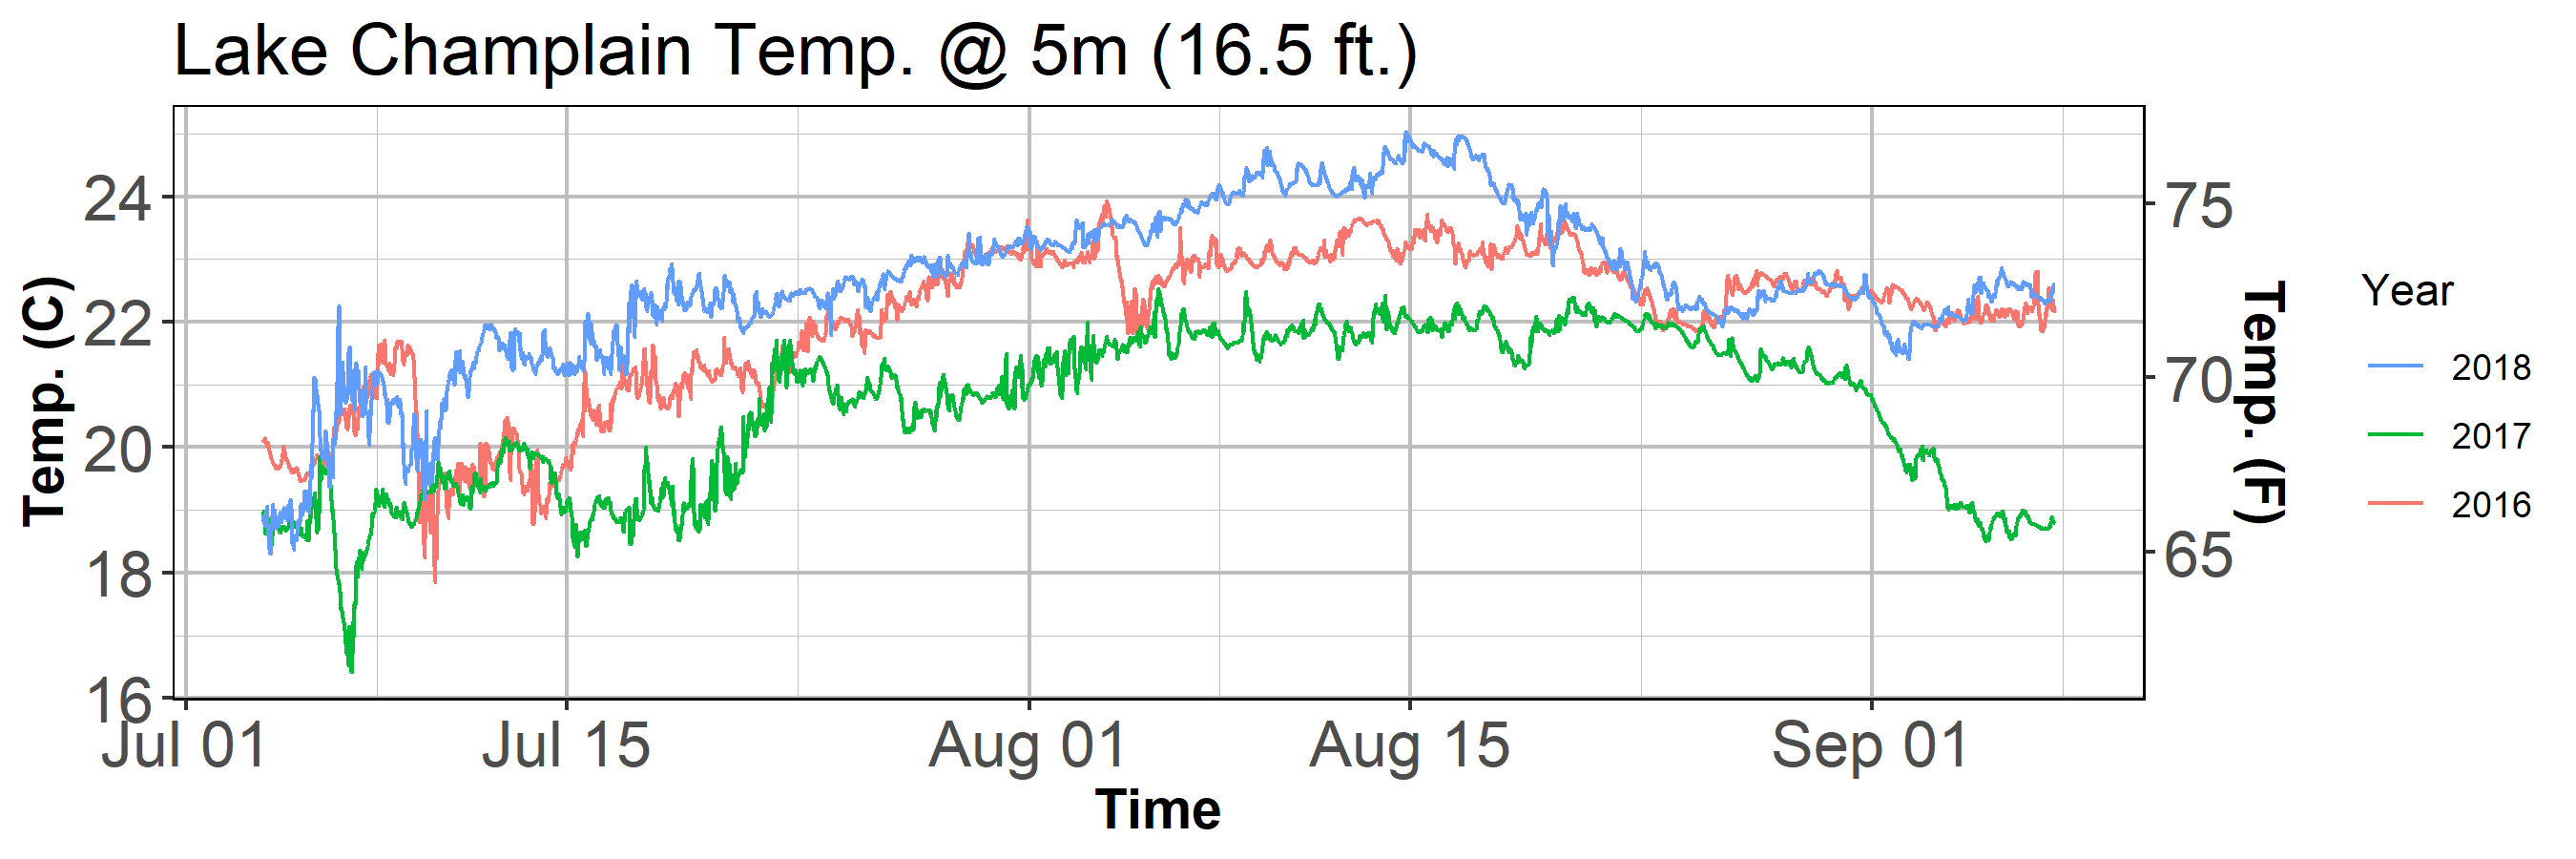 Lake Champlain Temp. @ 5m (16.5 ft.)
Temp. (C)
24
22
20
18
16
Jul 01
Jul 15
Aug 01
Aug 15
Sep 01
Time
75
70
65
Temp. (F)
Year
2018
2017
2016